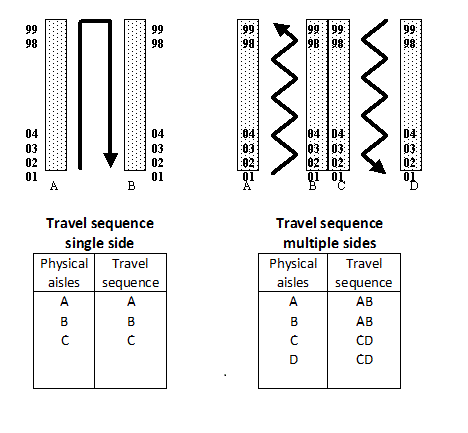 99 99 99 99 99 99
98 98 98 98 98 98
04 04 04 04 04 04
03 03 03 03 03 03
02 02 02 02 02 02
01 01 01 01 01 01
A B A B C D
Travel sequence
single side
Physical Travel
aisles sequence
A A
B B
C C
Travel sequence
multiple sides
Physical Travel
aisles sequence
A AB
B AB
C CD
D CD